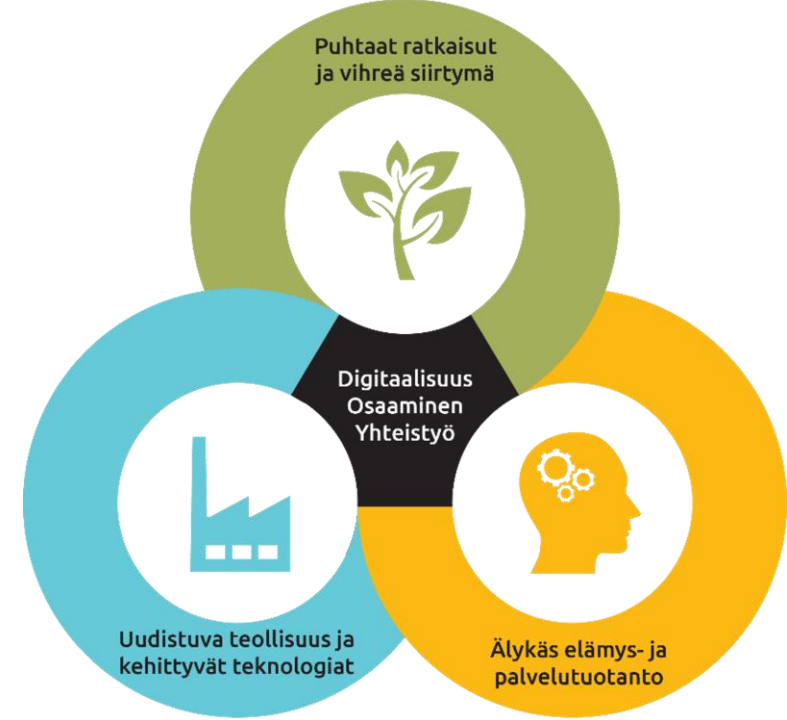 Puhtaat ratkaisut
ja vihreä siirtymä
Digitaalisuus
Osaaminen
Yhteistyö
Uudistuva teollisuus ja
kehittyvät teknologiat
Älykäs elämys- ja
palvelutuotanto